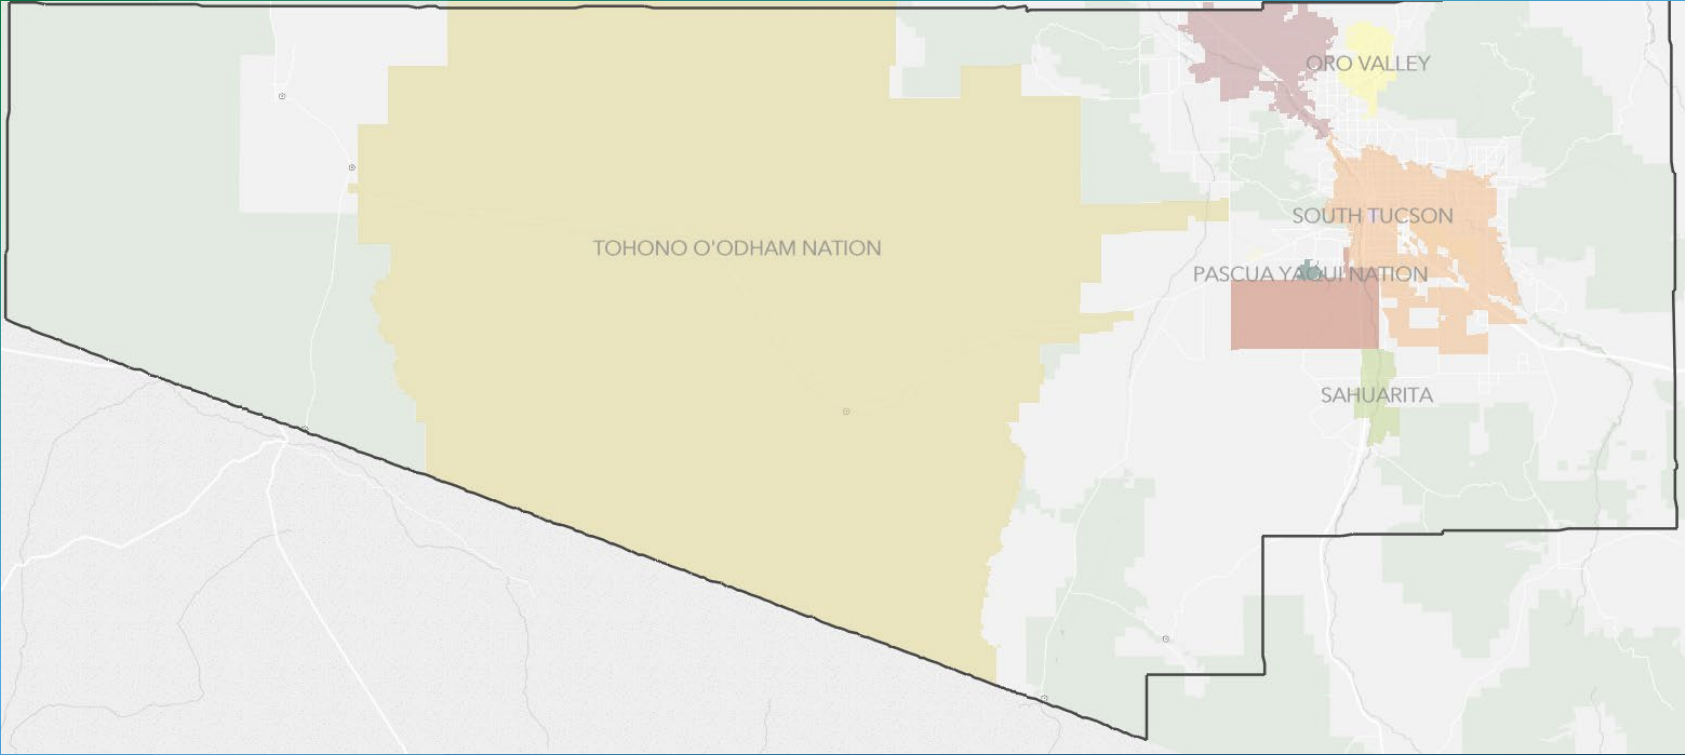 ORO VALLEY
SOUTH TUCSON
TOHONO O'ODHAM NATION
PASCUA YAQUI NATION
SAHUARITA